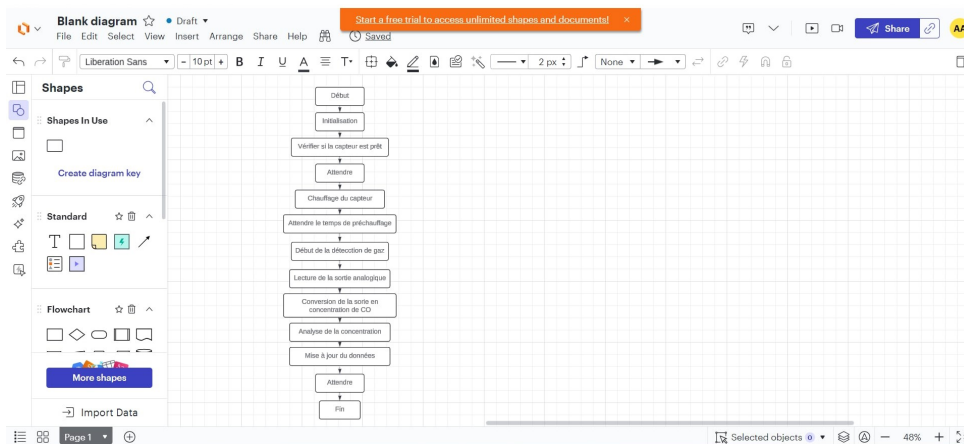 Blank diagram
Draft
Start a free trial to access unlimited shapes and documents!
File Edit Select View Insert Arrange Share Help
Saved
Share
AA
Liberation Sans
10 pt
B I U A
2 px
None
Shapes
Shapes In Use
Create diagram key
Standard
T
Flowchart
More shapes
Import Data
Début
Initialisation
Vérifier si la capteur est prêt
Attendre
Chauffage du capteur
Attendre le temps de préchauffage
Début de la détecction de gaz
Lecture de la sortie analogique
Conversion de la sorie en
concentration de CO
Analyse de la concentration
Mise à jour du données
Attendre
Fin
Page 1
Selected objects 0
48%